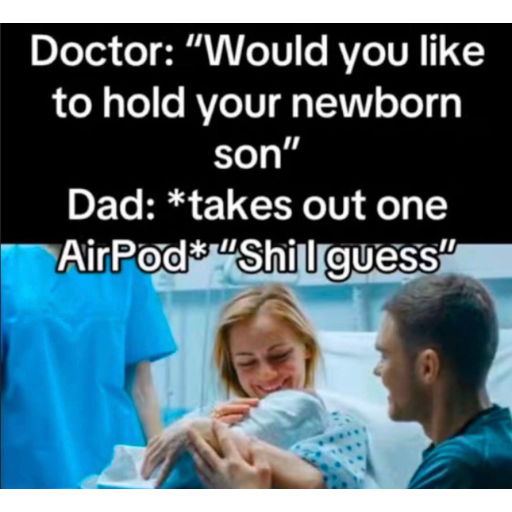 Doctor: "Would you like
to hold your newborn
son"
Dad: *takes out one
AirPod* "Shi I guess"